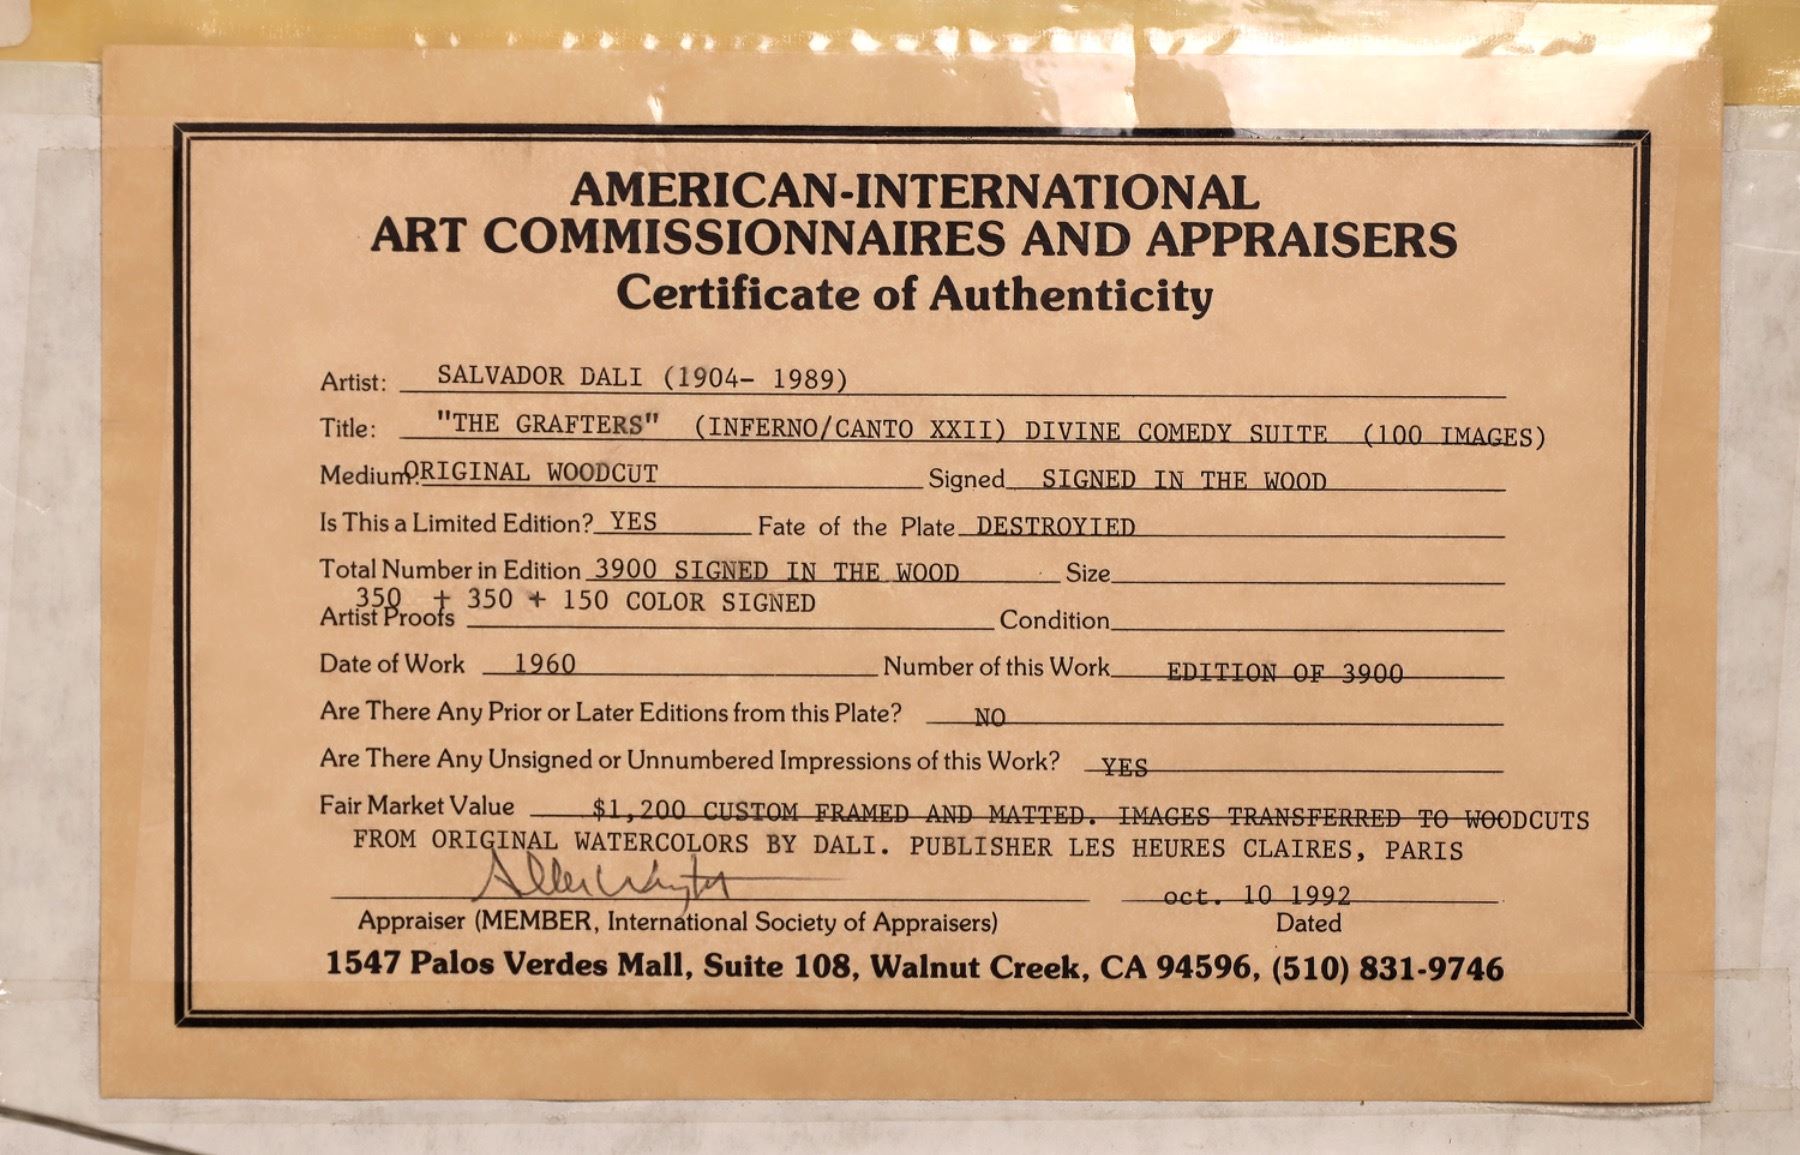 AMERICAN-INTERNATIONAL
ART COMMISSIONNAIRES AND APPRAISERS
Certificate of Authenticity
Artist: SALVADOR DALI (1904- 1989)
Title: "THE GRAFTERS" (INFERNO/CANTO XXII) DIVINE COMEDY SUITE (100 IMAGES)
Medium: ORIGINAL WOODCUT Signed SIGNED IN THE WOOD
Is This a Limited Edition? YES Fate of the Plate DESTROYIED
Total Number in Edition 3900 SIGNED IN THE WOOD Size
350 + 350 + 150 COLOR SIGNED
Artist Proofs Condition
Date of Work 1960 Number of this Work EDITION OF 3900
Are There Any Prior or Later Editions from this Plate? NO
Are There Any Unsigned or Unnumbered Impressions of this Work? YES
Fair Market Value $1,200 CUSTOM FRAMED AND MATTED. IMAGES TRANSFERRED TO WOODCUTS
FROM ORIGINAL WATERCOLORS BY DALI. PUBLISHER LES HEURES CLAIRES, PARIS
oct. 10 1992
Appraiser (MEMBER, International Society of Appraisers) Dated
1547 Palos Verdes Mall, Suite 108, Walnut Creek, CA 94596, (510) 831-9746